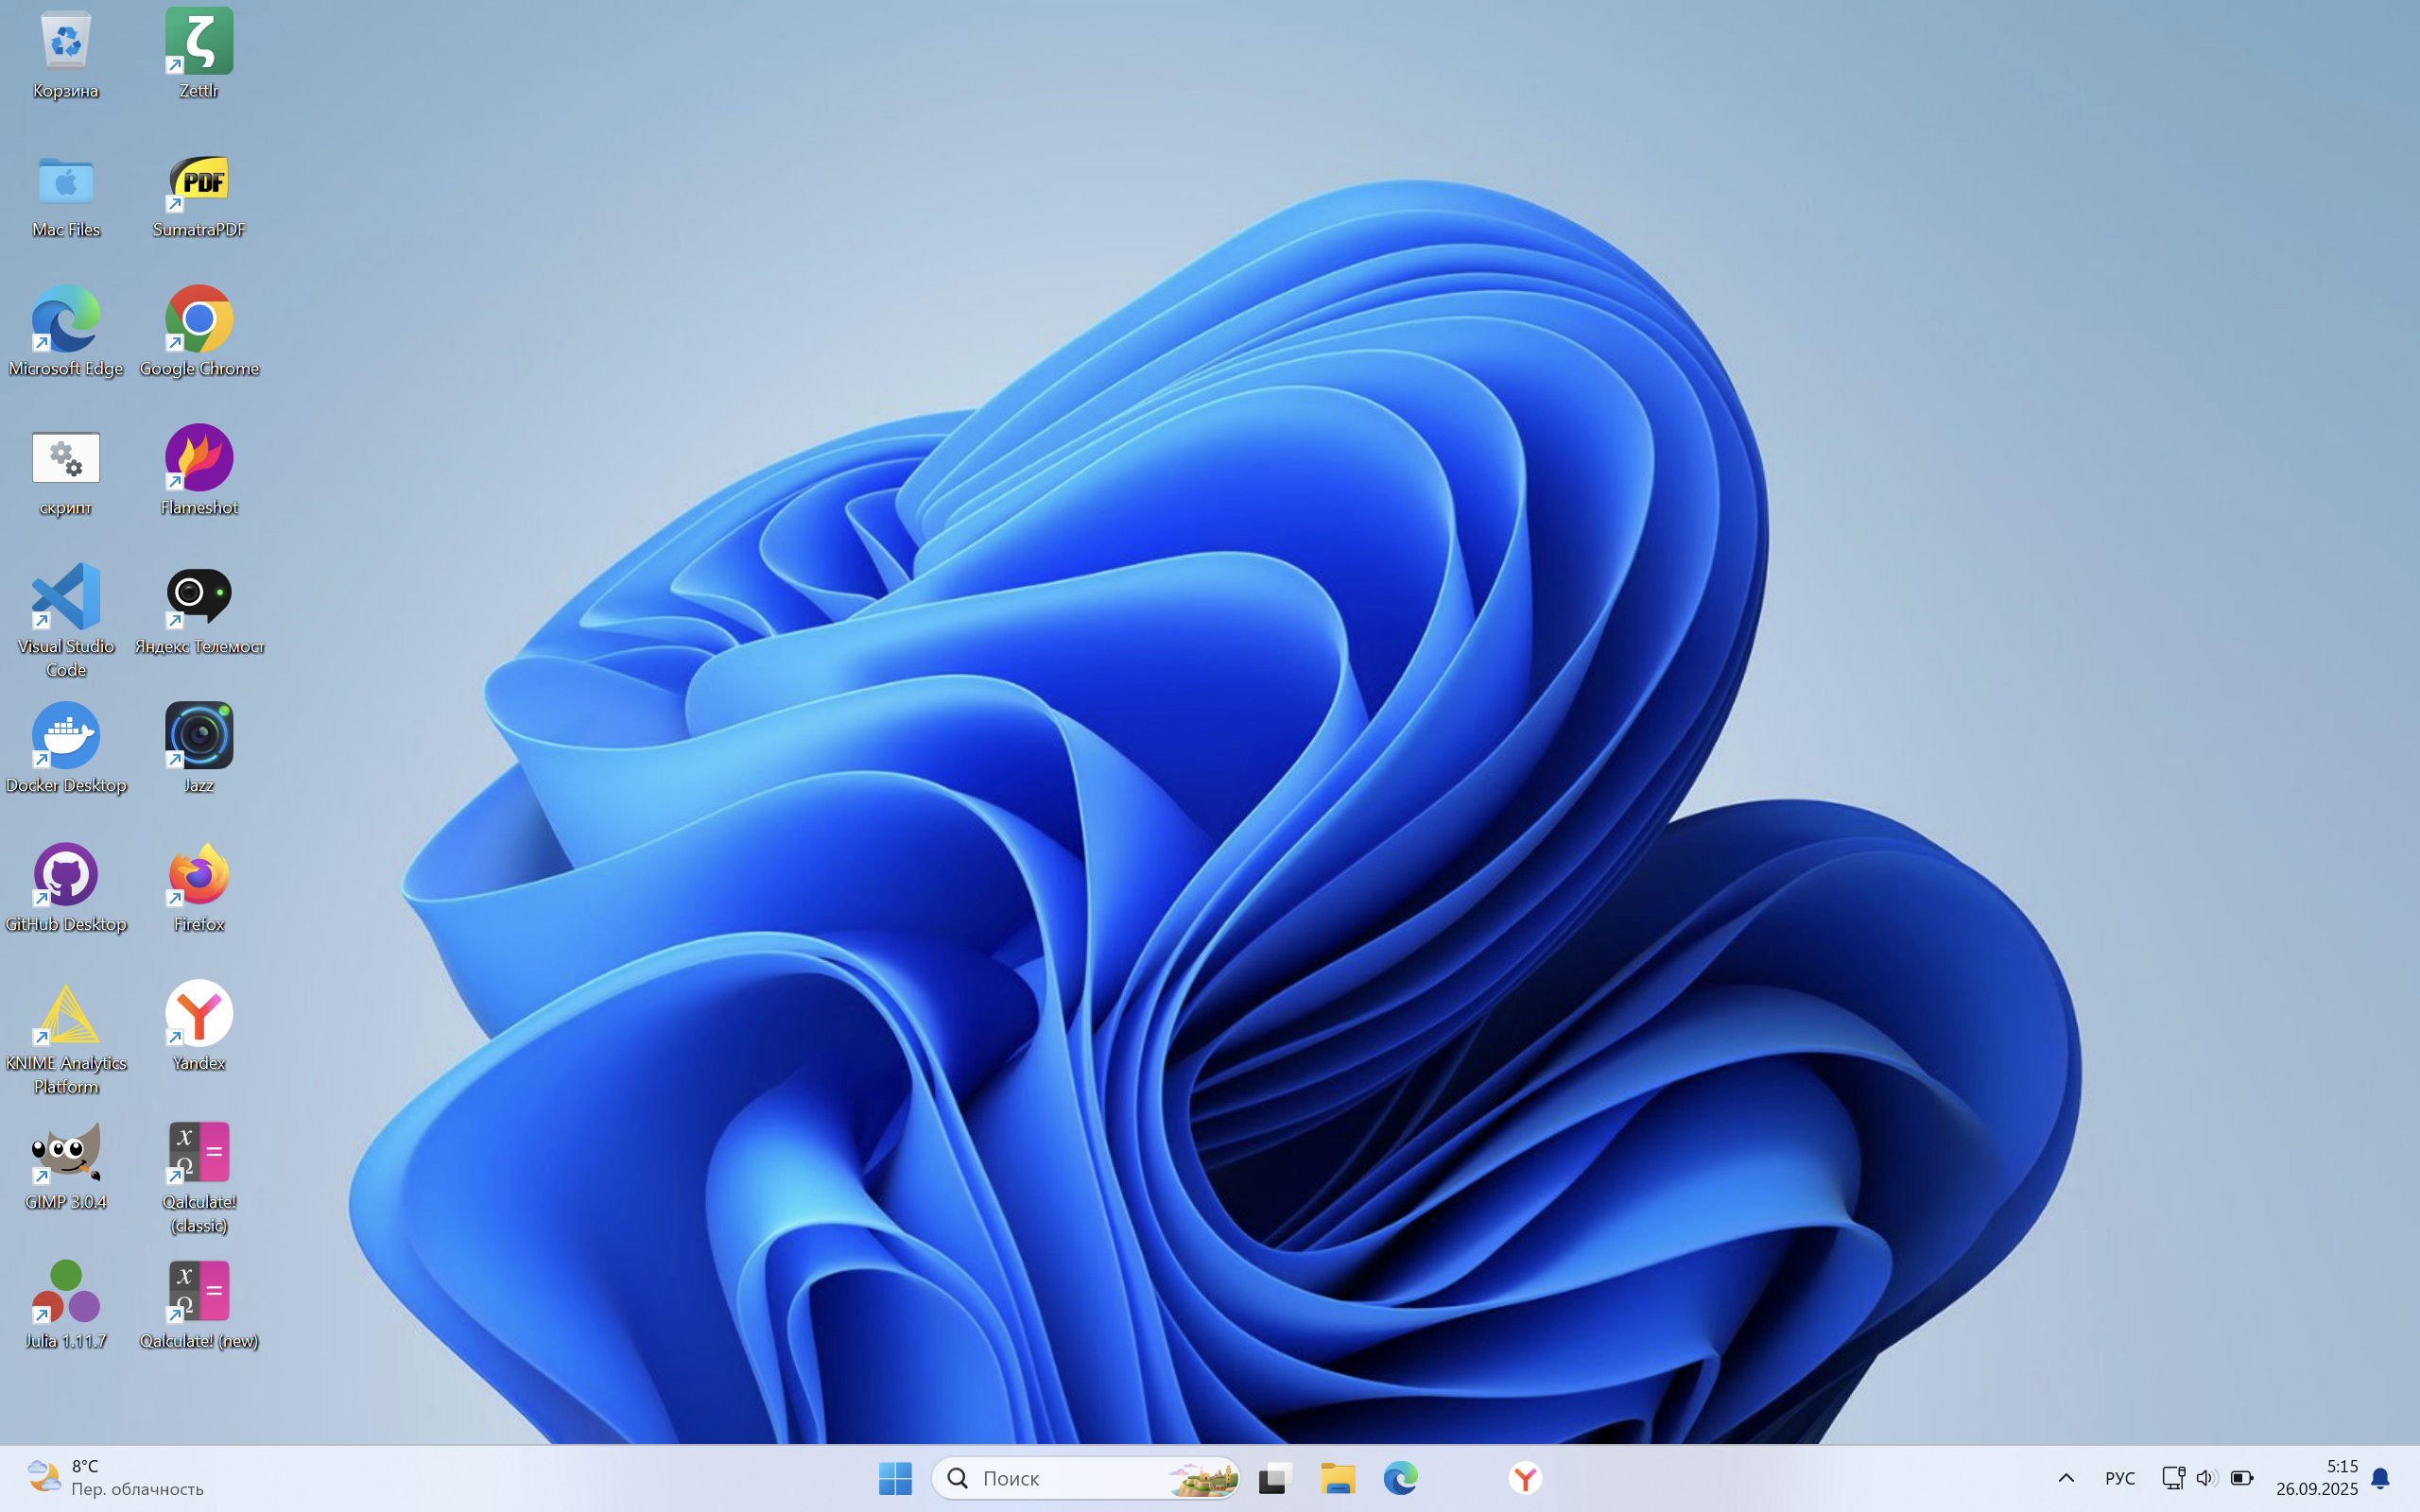 Корзина
Zettlr
Mac Files
PDF
SumatraPDF
Microsoft Edge
Google Chrome
скрипт
Flameshot
Visual Studio
Code
Яндекс Телемост
Docker Desktop
Jazz
GitHub Desktop
Firefox
KNIME Analytics
Platform
Yandex
GIMP 3.0.4
x
Ω
=
Qalculate!
(classic)
Julia 1.11.7
x
Ω
=
Qalculate! (new)
8°C
Пер. облачность
Поиск
РУС
5:15
26.09.2025